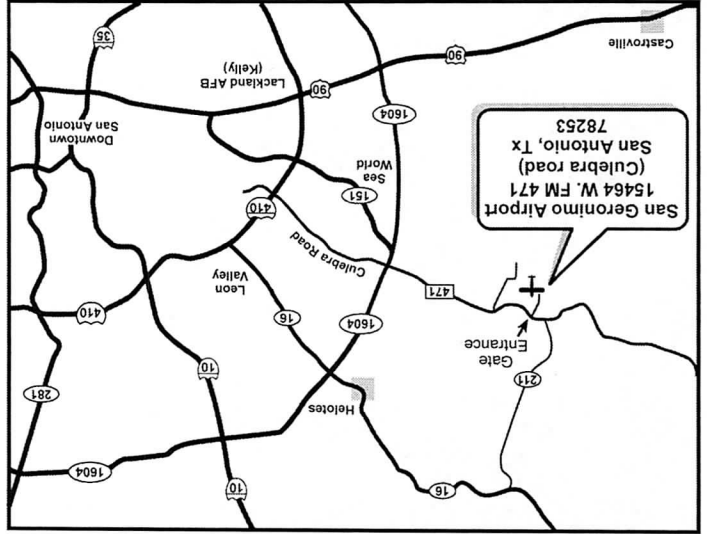 16
10
1604
Helotes
281
211
10
Gate
Entrance
1604
16
410
471
Leon
Valley
Culebra Road
San Geronimo Airport
15464 W. FM 471
(Culebra road)
San Antonio, Tx
78253
410
151
Sea
World
Downtown
San Antonio
1604
90
Lackland AFB
(Kelly)
90
Castroville
35